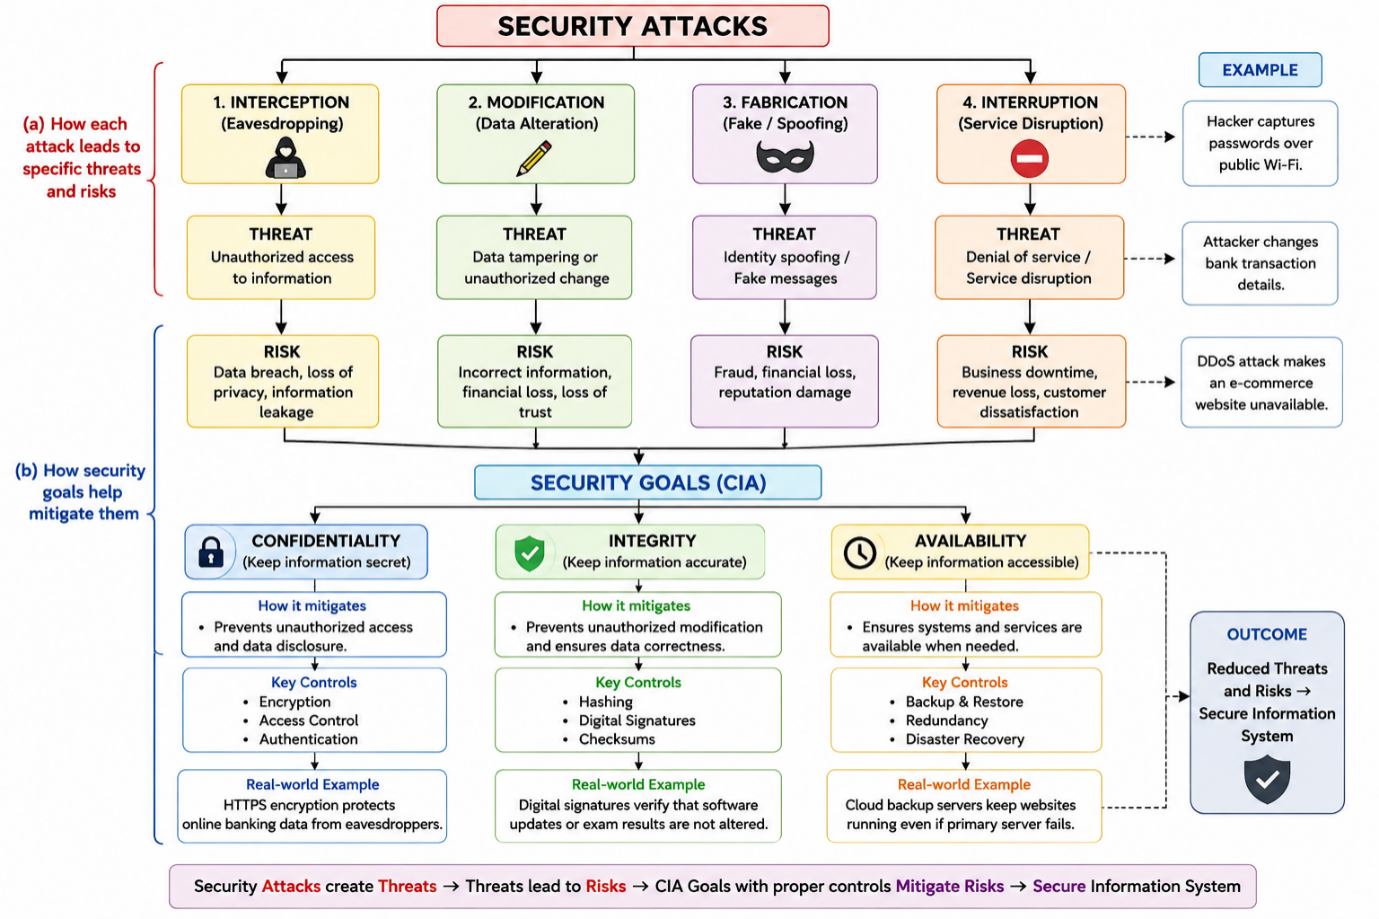 SECURITY ATTACKS
(a) How each
attack leads to
specific threats
and risks
1. INTERCEPTION
(Eavesdropping)
2. MODIFICATION
(Data Alteration)
3. FABRICATION
(Fake / Spoofing)
4. INTERRUPTION
(Service Disruption)
EXAMPLE
Hacker captures
passwords over
public Wi-Fi.
THREAT
Unauthorized access
to information
THREAT
Data tampering or
unauthorized change
THREAT
Identity spoofing /
Fake messages
THREAT
Denial of service /
Service disruption
Attacker changes
bank transaction
details.
RISK
Data breach, loss of
privacy, information
leakage
RISK
Incorrect information,
financial loss, loss of
trust
RISK
Fraud, financial loss,
reputation damage
RISK
Business downtime,
revenue loss, customer
dissatisfaction
DDoS attack makes
an e-commerce
website unavailable.
(b) How security
goals help
mitigate them
SECURITY GOALS (CIA)
CONFIDENTIALITY
(Keep information secret)
How it mitigates
• Prevents unauthorized access
and data disclosure.
Key Controls
• Encryption
• Access Control
• Authentication
Real-world Example
HTTPS encryption protects
online banking data from eavesdroppers.
INTEGRITY
(Keep information accurate)
How it mitigates
• Prevents unauthorized modification
and ensures data correctness.
Key Controls
• Hashing
• Digital Signatures
• Checksums
Real-world Example
Digital signatures verify that software
updates or exam results are not altered.
AVAILABILITY
(Keep information accessible)
How it mitigates
• Ensures systems and services are
available when needed.
Key Controls
• Backup & Restore
• Redundancy
• Disaster Recovery
Real-world Example
Cloud backup servers keep websites
running even if primary server fails.
OUTCOME
Reduced Threats
and Risks →
Secure Information
System
Security Attacks create Threats → Threats lead to Risks → CIA Goals with proper controls Mitigate Risks → Secure Information System